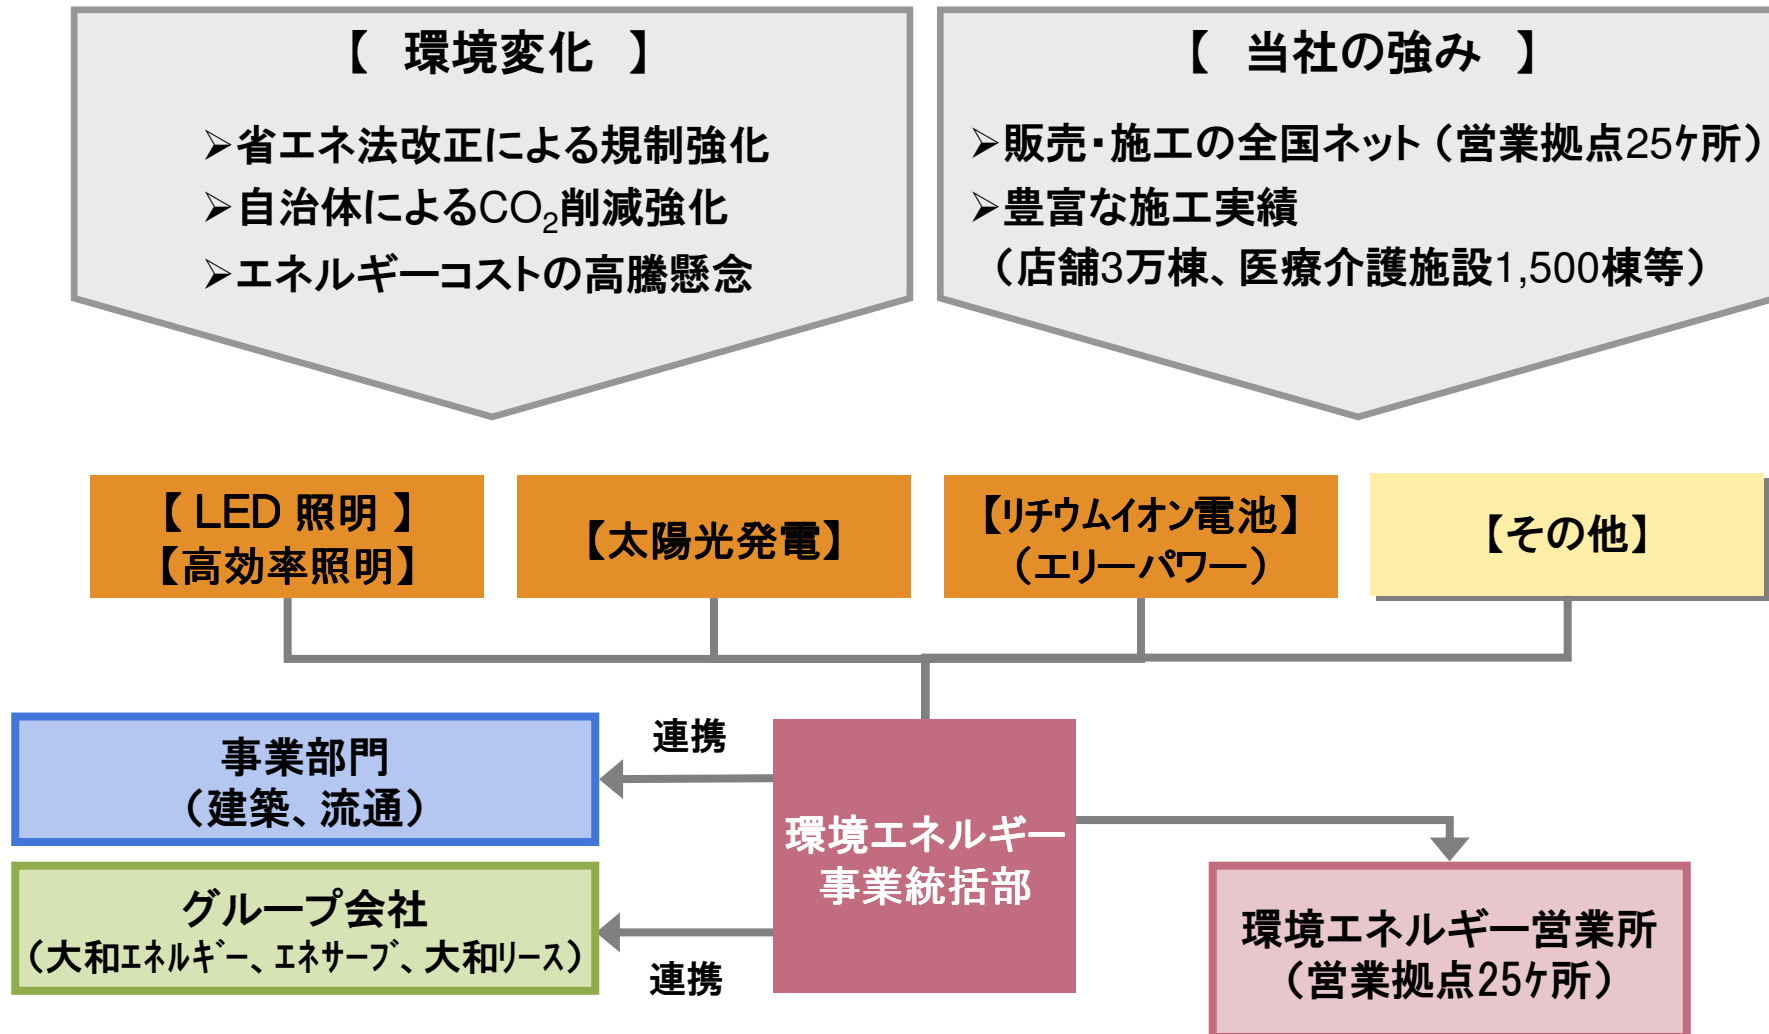 【 環境変化 】
➢省エネ法改正による規制強化
➢自治体によるCO₂削減強化
➢エネルギーコストの高騰懸念
【 当社の強み 】
➢販売・施工の全国ネット（営業拠点25ｹ所）
➢豊富な施工実績
（店舗3万棟、医療介護施設1,500棟等）
【 LED 照明 】
【高効率照明】
【太陽光発電】
【ﾘﾁｳﾑｲｵﾝ電池】
（エリーパワー）
【その他】
事業部門
（建築、流通）
連携
環境エネルギー
事業統括部
グループ会社
（大和ｴﾈﾙｷﾞｰ、ｴﾈｻｰﾌﾞ、大和ﾘｰｽ）
連携
環境エネルギー営業所
（営業拠点25ｹ所）